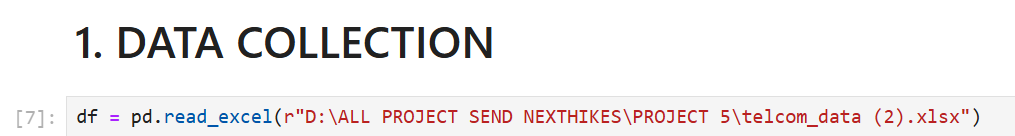 1. DATA COLLECTION
[7]: df = pd.read_excel(r"D:\ALL PROJECT SEND NEXTHIKES\PROJECT 5\telcom_data (2).xlsx")